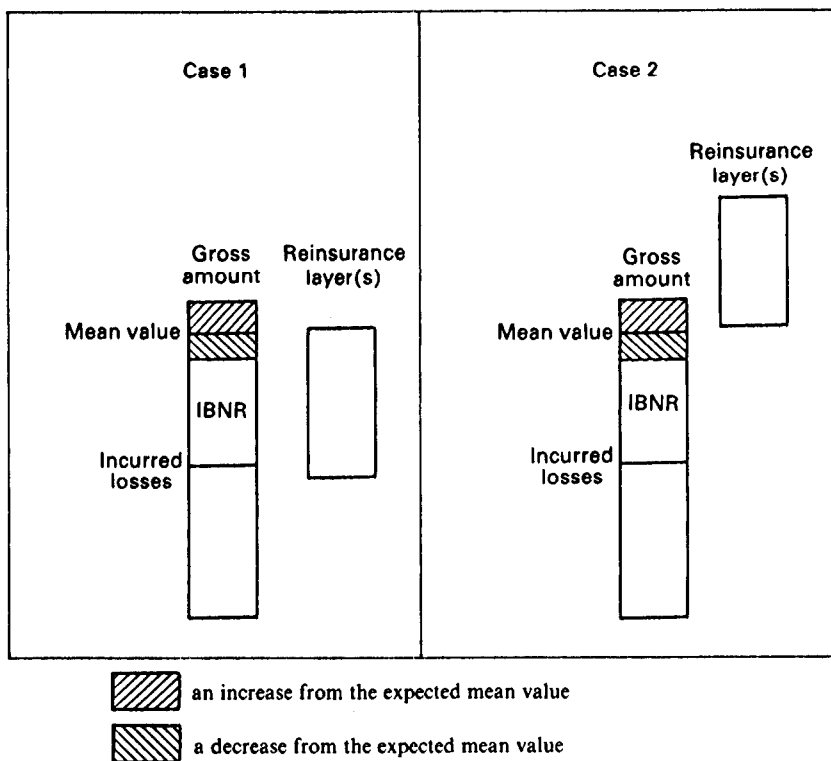 Case 1
Gross
amount
Reinsurance
layer(s)
Mean value
IBNR
Incurred
losses
Case 2
Reinsurance
layer(s)
Gross
amount
Mean value
IBNR
Incurred
losses
an increase from the expected mean value
a decrease from the expected mean value